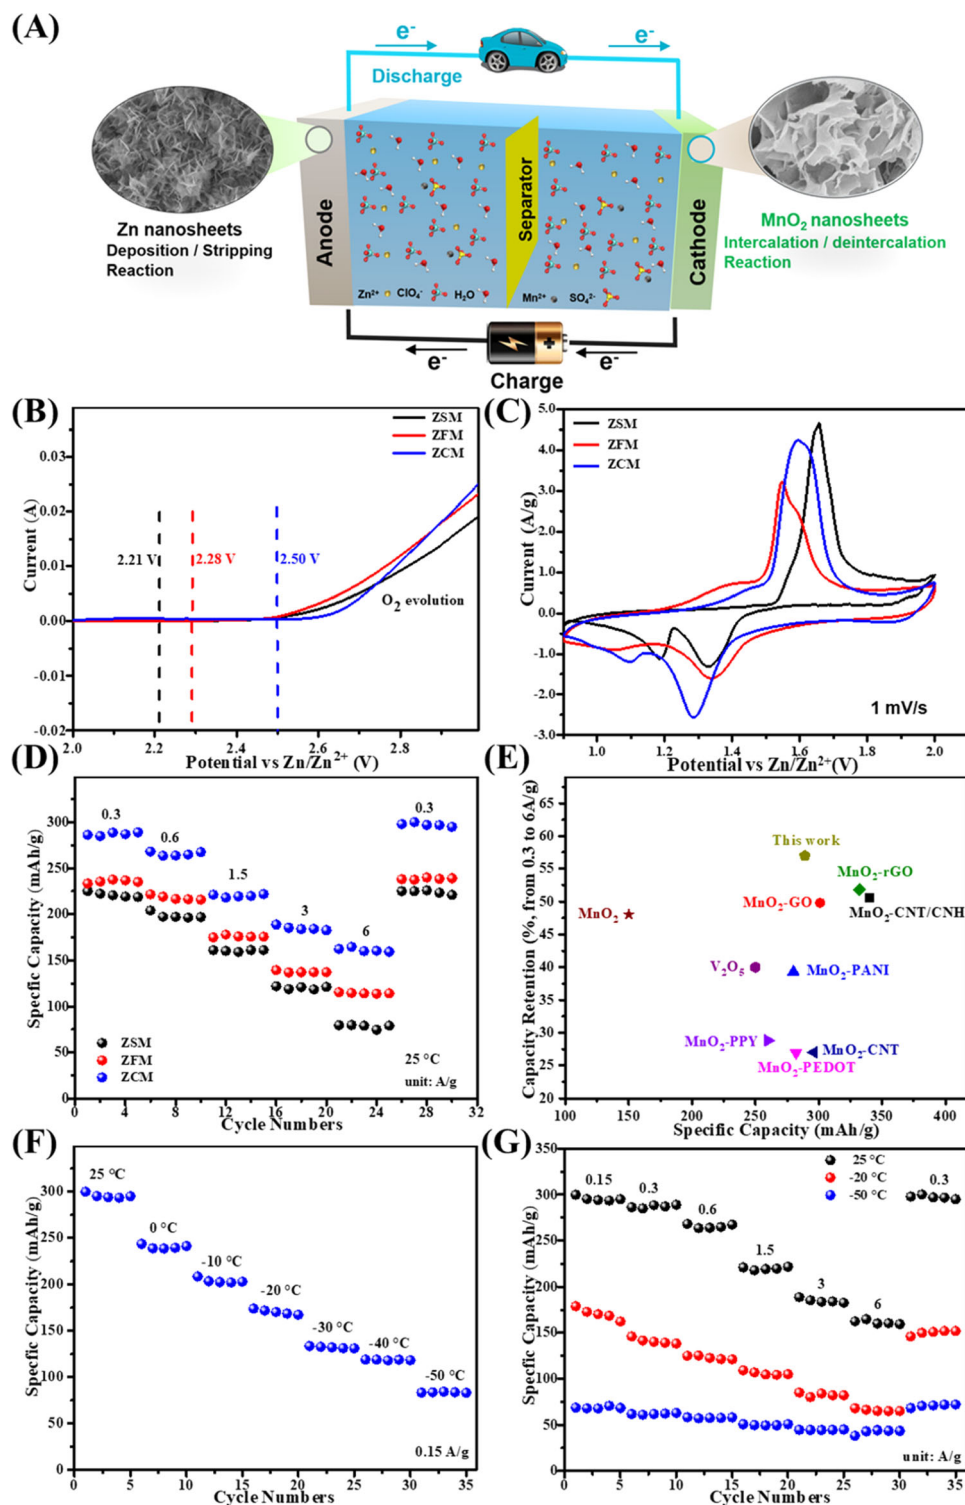 (A)
e-
e-
Discharge
Zn nanosheets
Deposition / Stripping
Reaction
Anode
Separator
Cathode
MnO₂ nanosheets
Intercalation / deintercalation
Reaction
Zn²⁺ ClO₄⁻ H₂O Mn²⁺ SO₄²⁻
e-
e-
Charge
(B)
ZSM
ZFM
ZCM
0.03
0.02
0.01
0.00
-0.01
-0.02
2.21 V
2.28 V
2.50 V
O₂ evolution
Current (A)
2.0 2.2 2.4 2.6 2.8
Potential vs Zn/Zn²⁺ (V)
(C)
ZSM
ZFM
ZCM
5.0
4.0
3.0
2.0
1.0
0.0
-1.0
-2.0
-3.0
1 mV/s
Current (A/g)
1.0 1.2 1.4 1.6 1.8 2.0
Potential vs Zn/Zn²⁺(V)
(D)
0.3
0.6
1.5
3
6
0.3
300
250
200
150
100
50
0
ZSM
ZFM
ZCM
25 °C
unit: A/g
Specfic Capacity (mAh/g)
0 4 8 12 16 20 24 28 32
Cycle Numbers
(E)
65
60
55
50
45
40
35
30
25
20
This work
MnO₂-rGO
MnO₂-GO
MnO₂-CNT/CNH
MnO₂
V₂O₅
MnO₂-PANI
MnO₂-PPY
MnO₂-CNT
MnO₂-PEDOT
Capacity Retention (%, from 0.3 to 6A/g)
100 150 200 250 300 350 400
Specific Capacity (mAh/g)
(F)
25 °C
0 °C
-10 °C
-20 °C
-30 °C
-40 °C
-50 °C
300
250
200
150
100
50
0
0.15 A/g
Specfic Capacity (mAh/g)
0 5 10 15 20 25 30 35
Cycle Numbers
(G)
25 °C
-20 °C
-50 °C
0.15
0.3
0.6
1.5
3
6
0.3
350
300
250
200
150
100
50
0
unit: A/g
Specfic Capacity (mAh/g)
0 5 10 15 20 25 30 35
Cycle Numbers